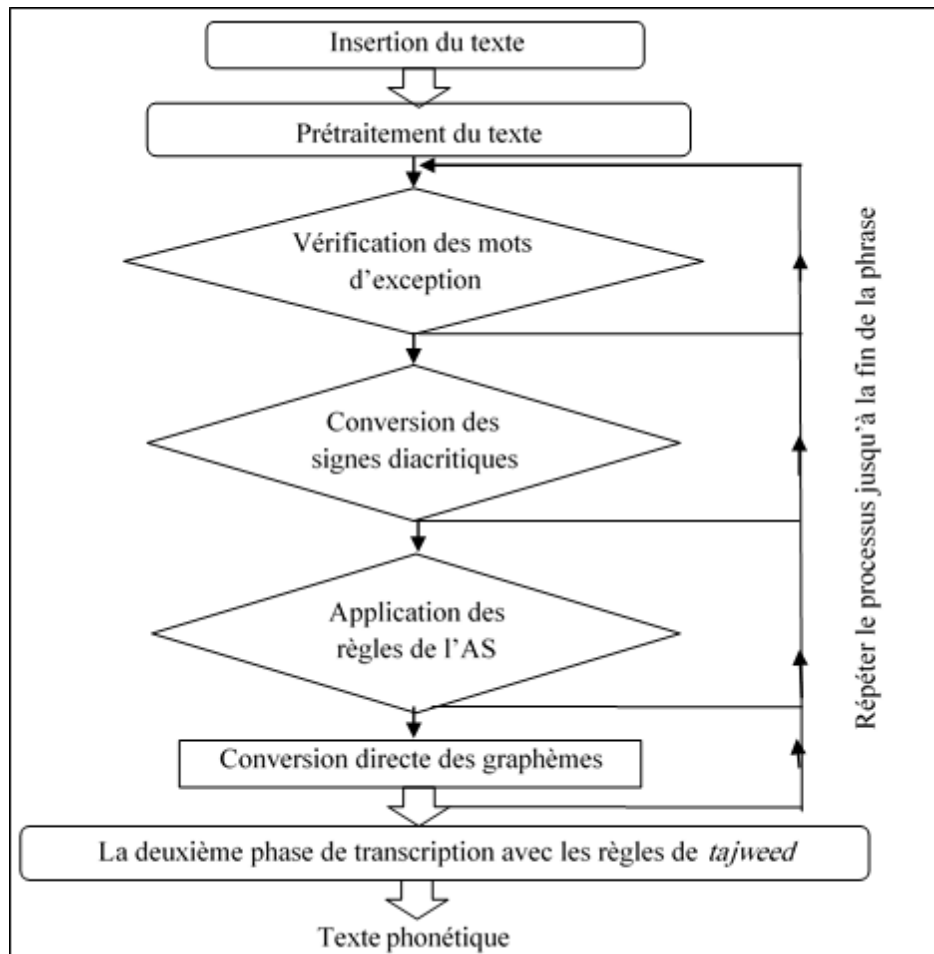 Insertion du texte
Prétraitement du texte
Vérification des mots
d'exception
Conversion des
signes diacritiques
Application des
règles de l'AS
Conversion directe des graphèmes
La deuxième phase de transcription avec les règles de tajweed
Texte phonétique
Répéter le processus jusqu'à la fin de la phrase